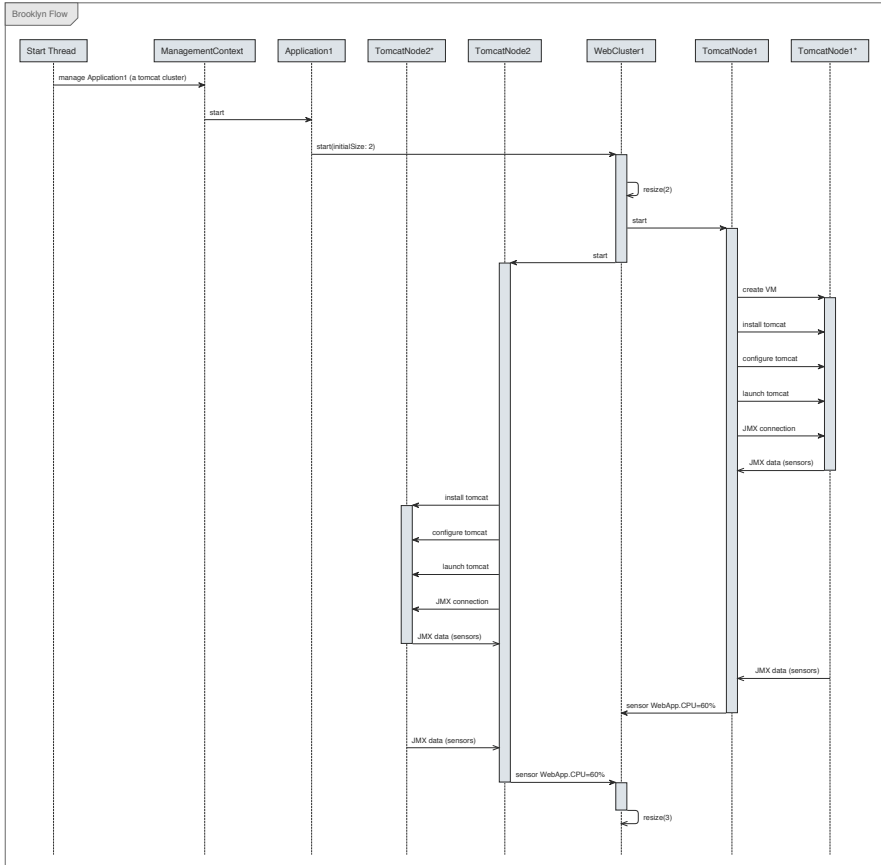 Brooklyn Flow
Start Thread
ManagementContext
Application1
TomcatNode2*
TomcatNode2
WebCluster1
TomcatNode1
TomcatNode1*
manage Application1 (a tomcat cluster)
start
start(initialSize: 2)
resize(2)
start
start
create VM
install tomcat
configure tomcat
launch tomcat
JMX connection
JMX data (sensors)
install tomcat
configure tomcat
launch tomcat
JMX connection
JMX data (sensors)
JMX data (sensors)
sensor WebApp.CPU=60%
JMX data (sensors)
sensor WebApp.CPU=60%
resize(3)